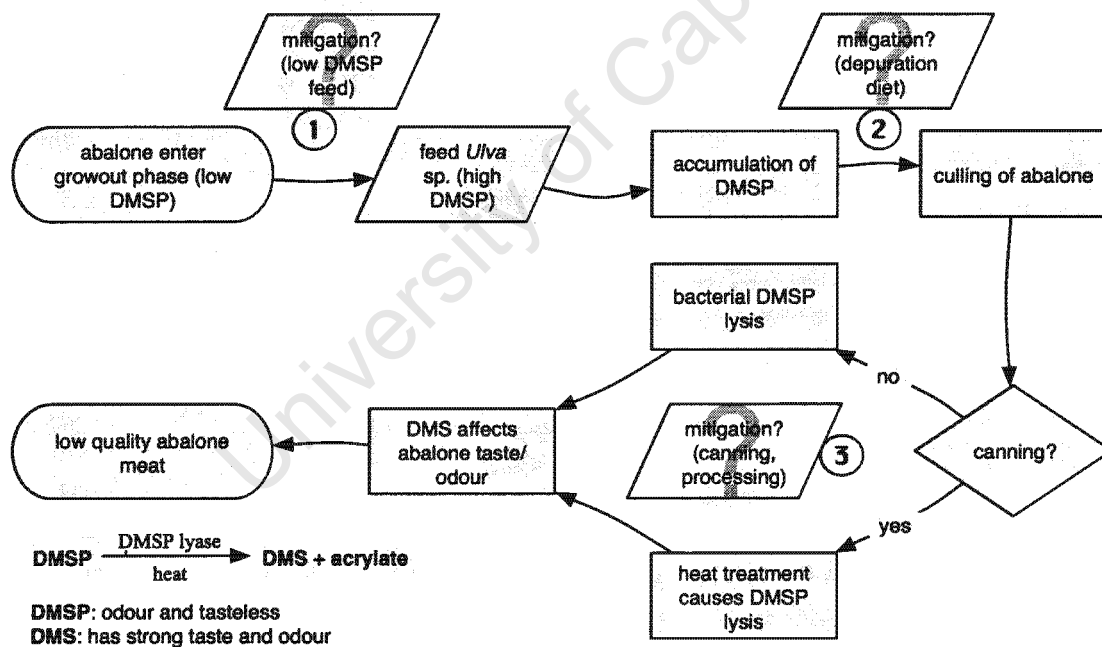 mitigation?
(low DMSP
feed)
1
mitigation?
(depuration
diet)
2
abalone enter
growout phase (low
DMSP)
feed Ulva
sp. (high
DMSP)
accumulation of
DMSP
culling of abalone
bacterial DMSP
lysis
no
low quality abalone
meat
DMS affects
abalone taste/
odour
mitigation?
(canning,
processing)
3
canning?
yes
heat treatment
causes DMSP
lysis
DMSP DMSP lyase DMS + acrylate
heat
DMSP: odour and tasteless
DMS: has strong taste and odour
University of Cap